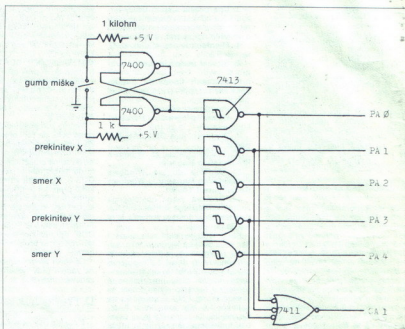 1 kilohm
+5 V
7400
7413
gumb miške
7400
PA Ø
1 k
+5.V
prekinitev X
PA 1
smer X
PA 2
prekinitev Y
PA 3
smer Y
PA 4
7411
CA 1